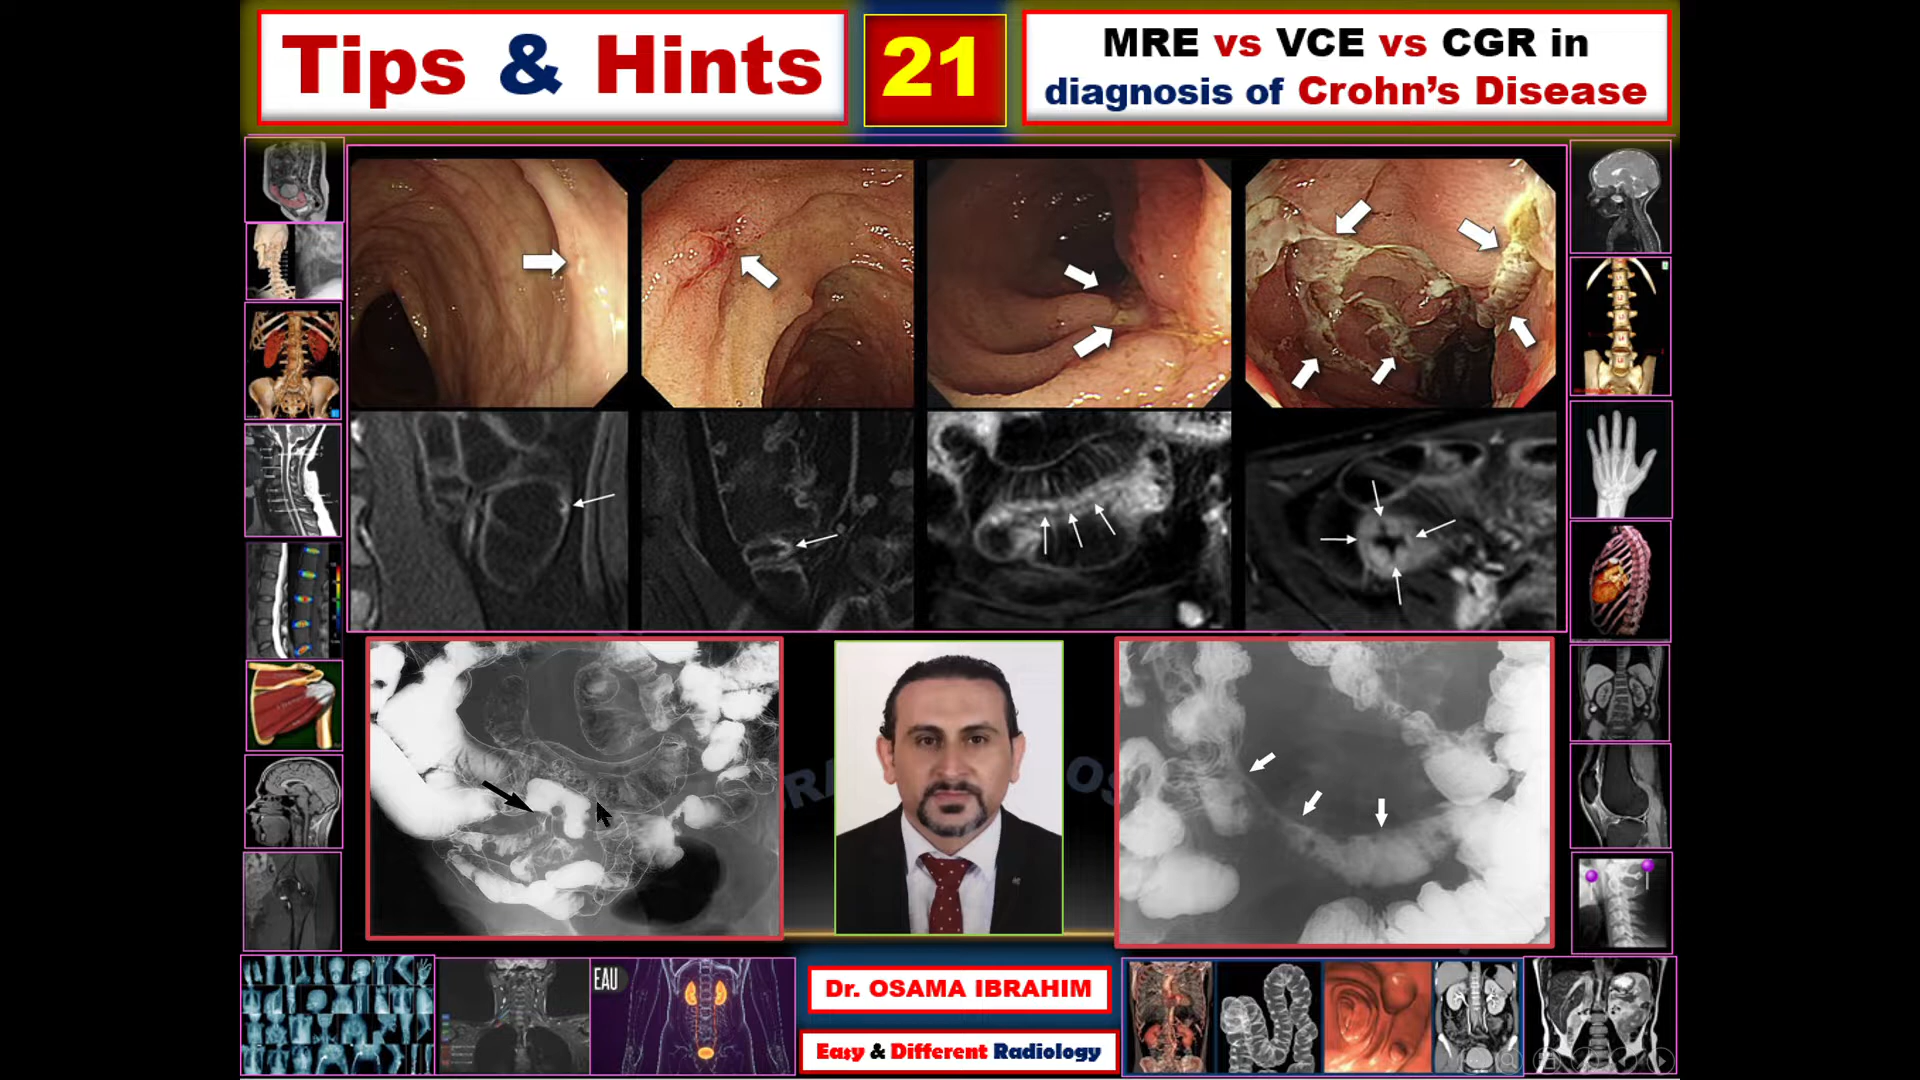 Tips & Hints
21
MRE vs VCE vs CGR in
diagnosis of Crohn's Disease
EAU
Dr. OSAMA IBRAHIM
Easy & Different Radiology